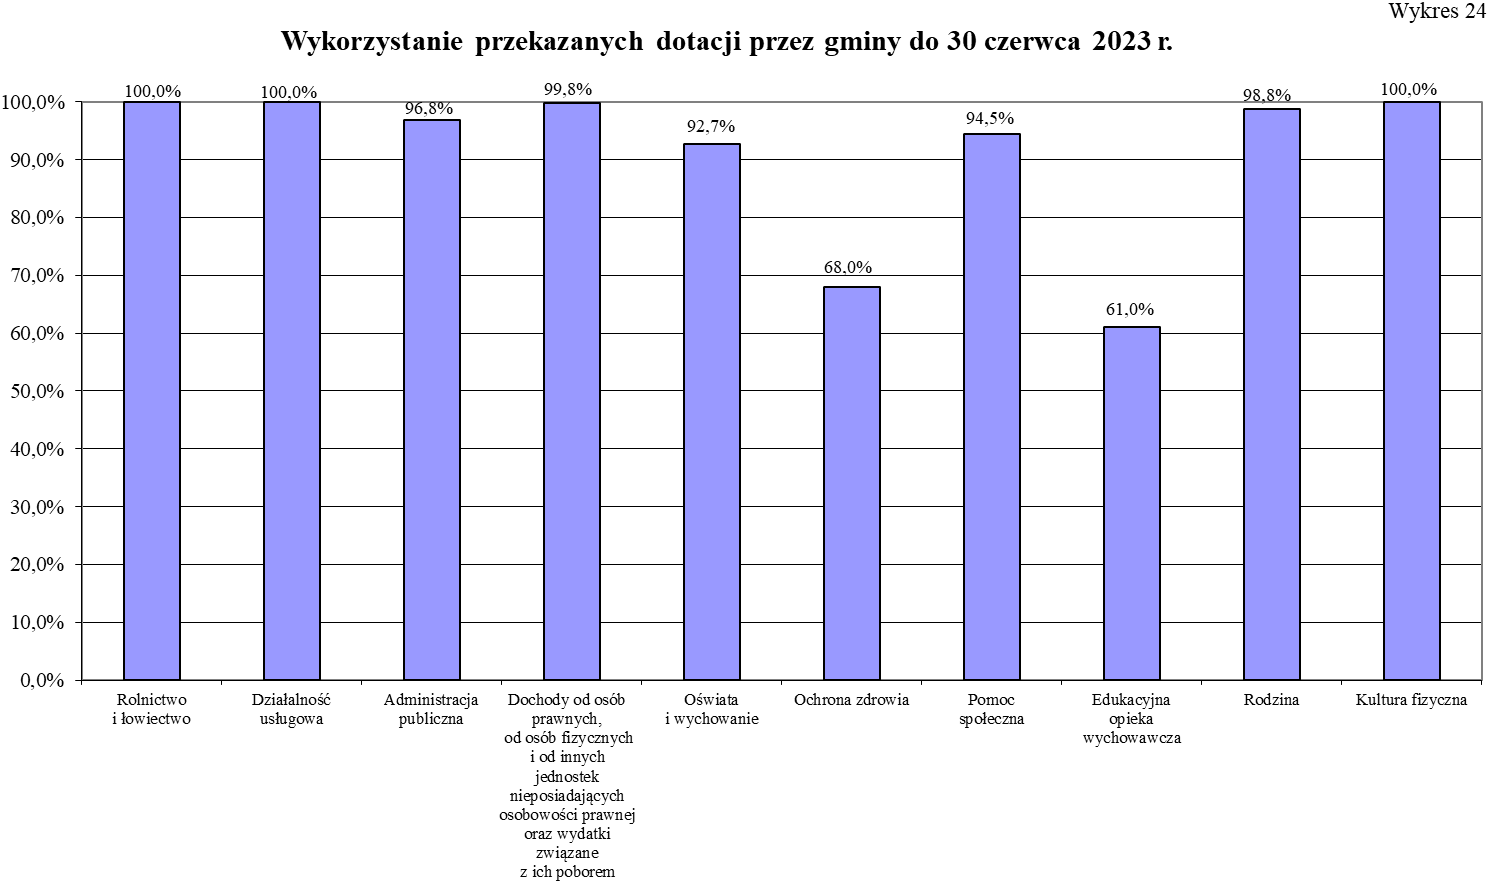 Wykres 24
Wykorzystanie przekazanych dotacji przez gminy do 30 czerwca 2023 r.
100,0%
100,0%
96,8%
99,8%
92,7%
68,0%
94,5%
61,0%
98,8%
100,0%
100,0%
90,0%
80,0%
70,0%
60,0%
50,0%
40,0%
30,0%
20,0%
10,0%
0,0%
Rolnictwo
i łowiectwo
Działalność
usługowa
Administracja
publiczna
Dochody od osób
prawnych,
od osób fizycznych
i od innych
jednostek
nieposiadających
osobowości prawnej
oraz wydatki
związane
z ich poborem
Oświata
i wychowanie
Ochrona zdrowia
Pomoc
społeczna
Edukacyjna
opieka
wychowawcza
Rodzina
Kultura fizyczna